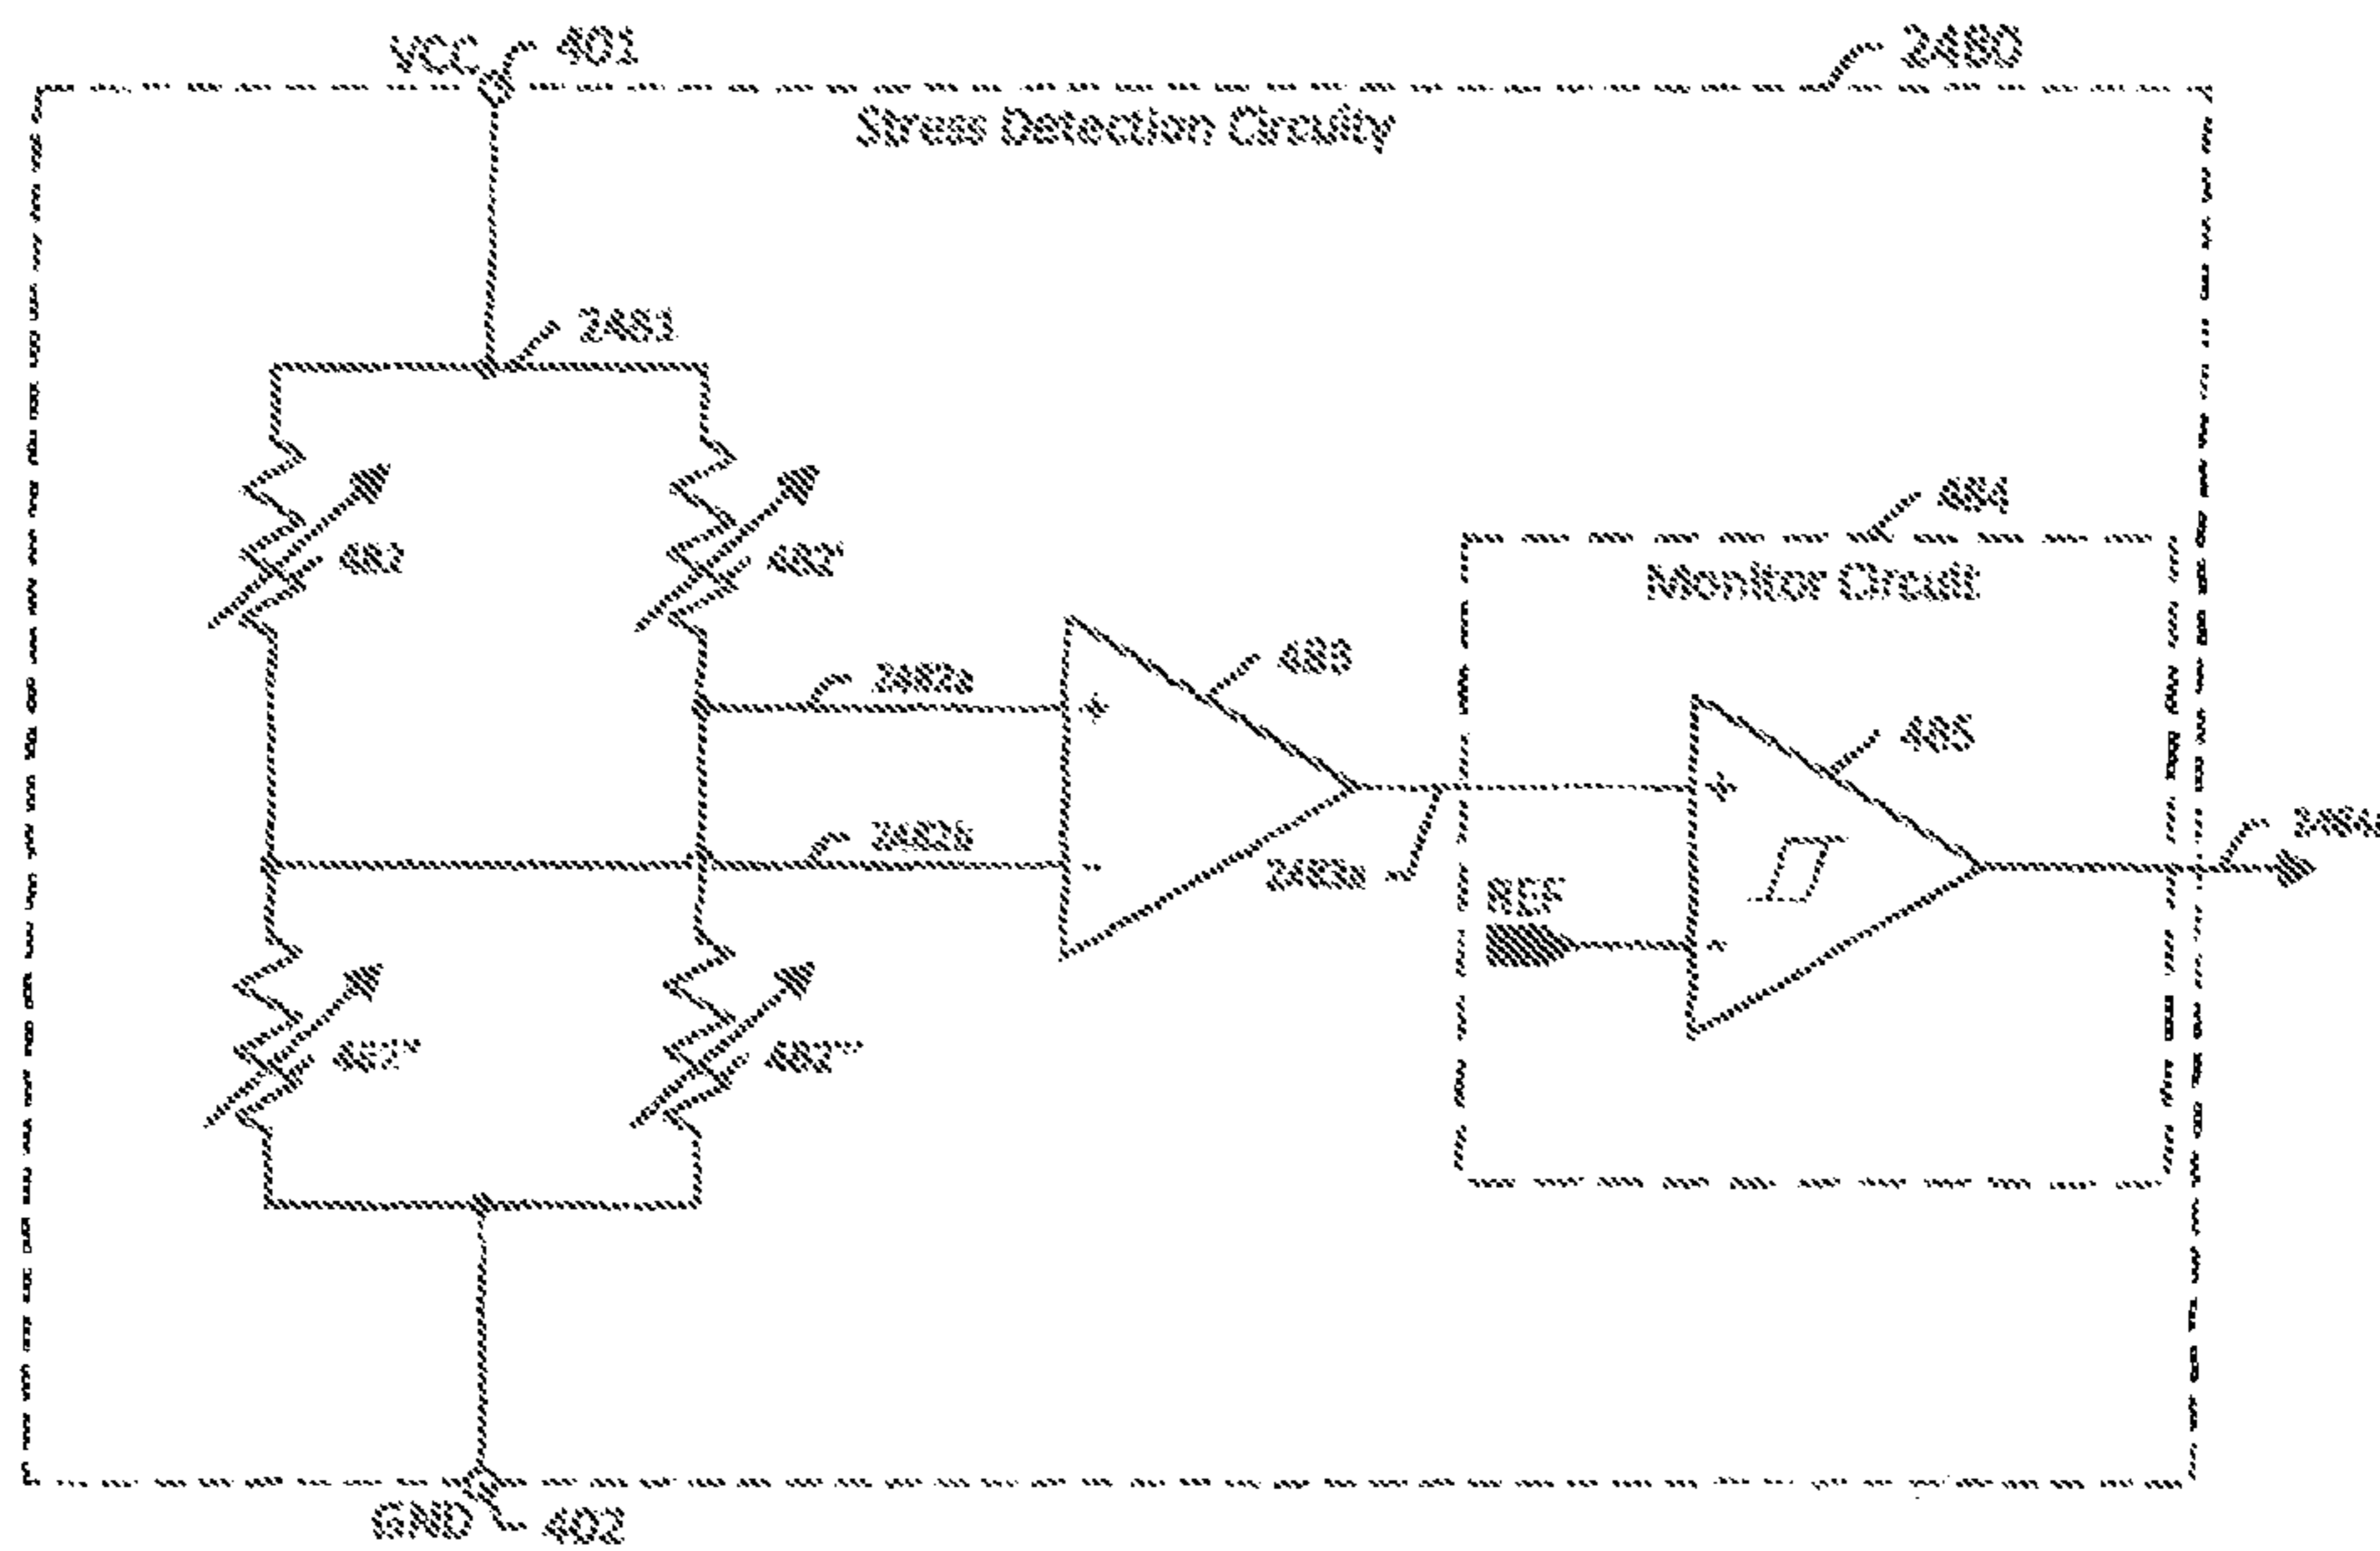 VCC 401
2480
Stress Detection Circuity
2481
482
482'
484
Monitor Circuit
2482a
483
485
2482b
2483a
REF
482"
482'''
GND 402
+
-
+
-